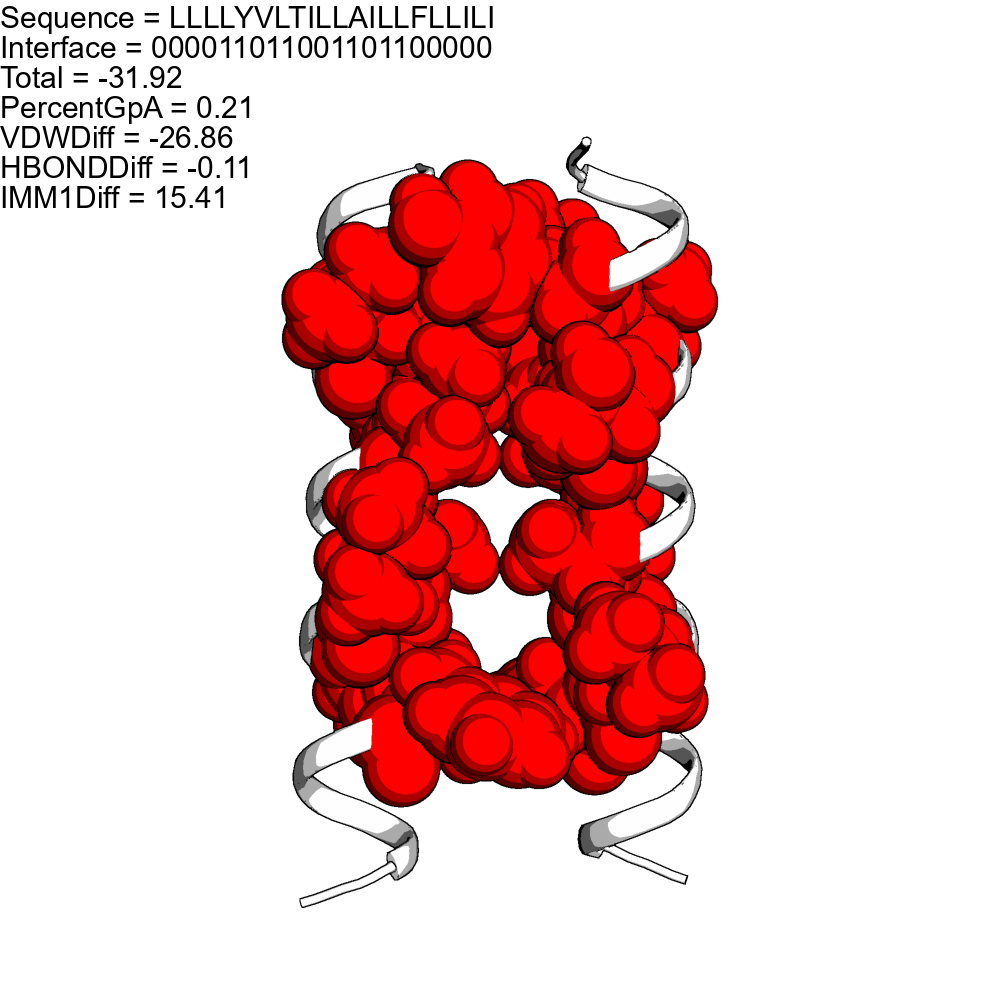 Sequence = LLLLYVLTILLAILLFLLILI
Interface = 000011011001101100000
Total = -31.92
PercentGpA = 0.21
VDWDiff = -26.86
HBONDDiff = -0.11
IMM1Diff = 15.41